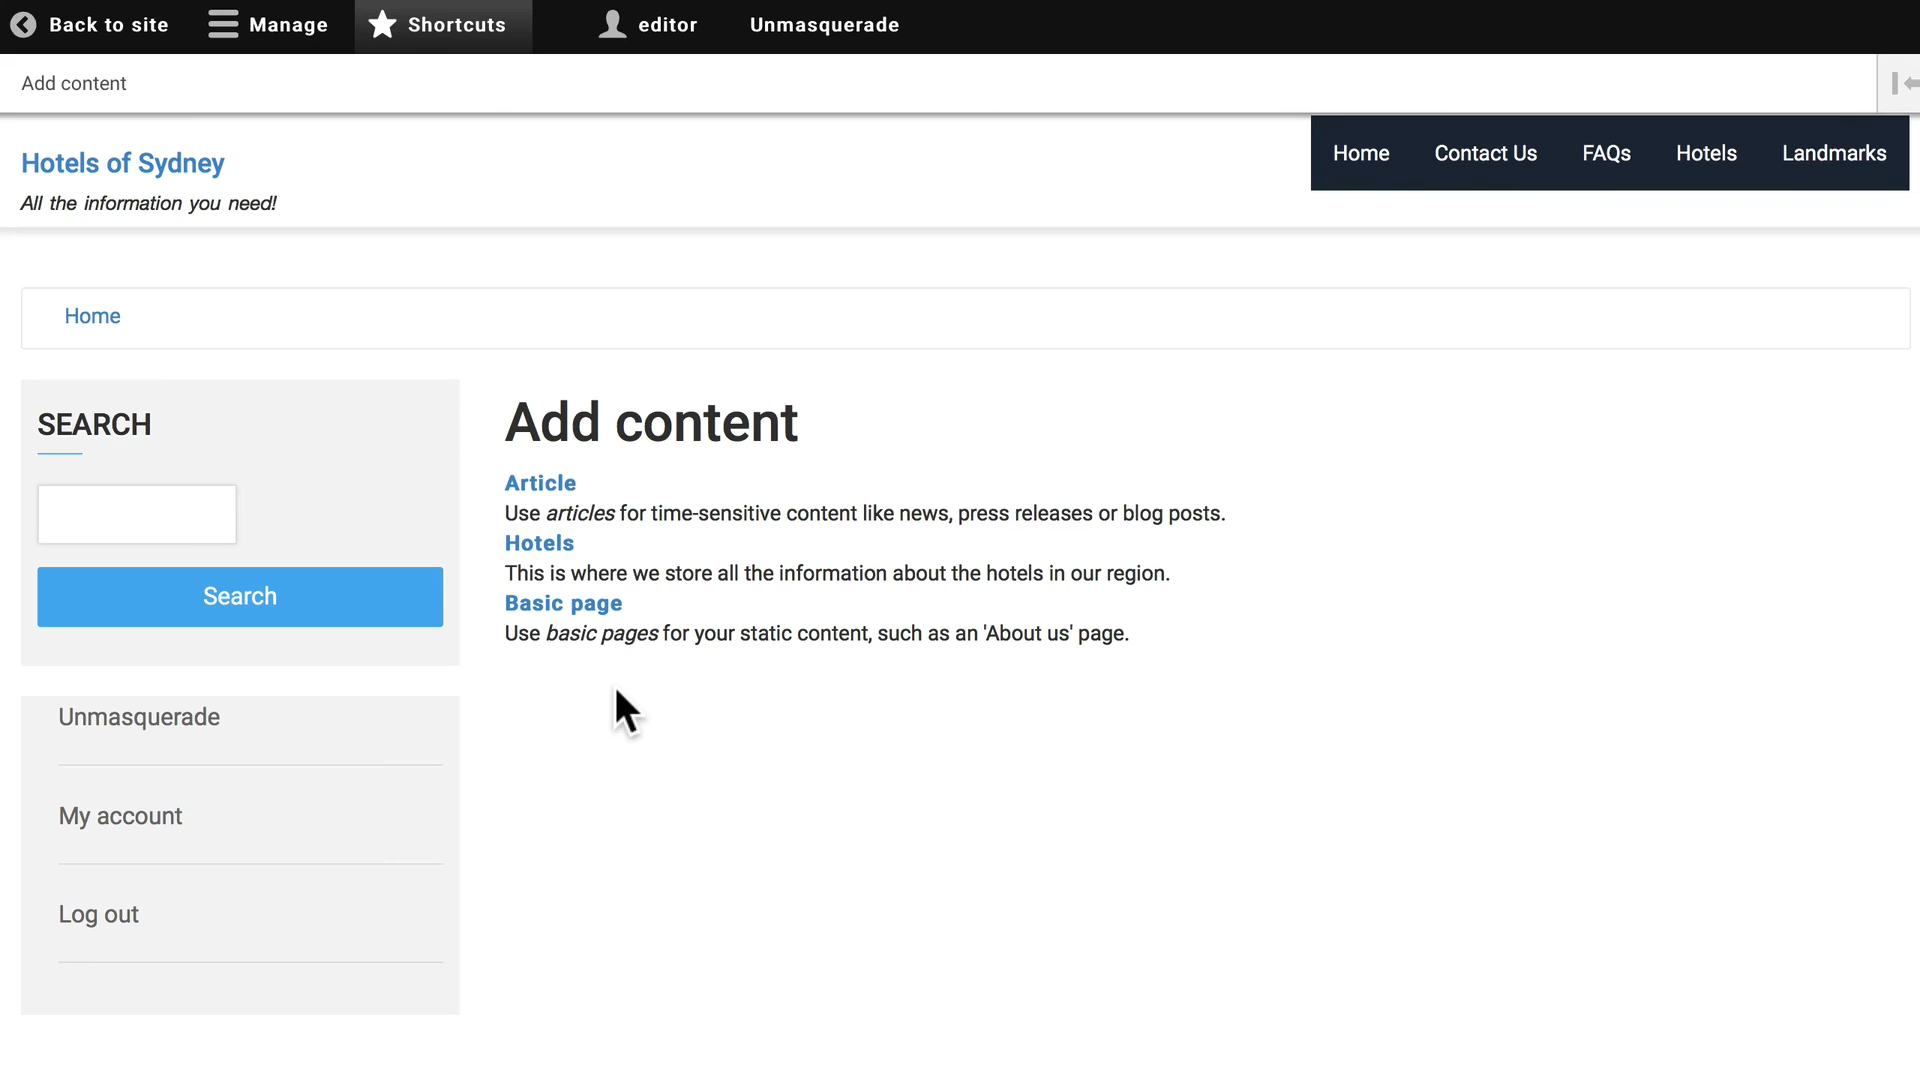 Back to site Manage Shortcuts editor Unmasquerade
Add content
Hotels of Sydney
All the information you need!
Home Contact Us FAQs Hotels Landmarks
Home
SEARCH
Search
Unmasquerade
My account
Log out
Add content
Article
Use articles for time-sensitive content like news, press releases or blog posts.
Hotels
This is where we store all the information about the hotels in our region.
Basic page
Use basic pages for your static content, such as an 'About us' page.